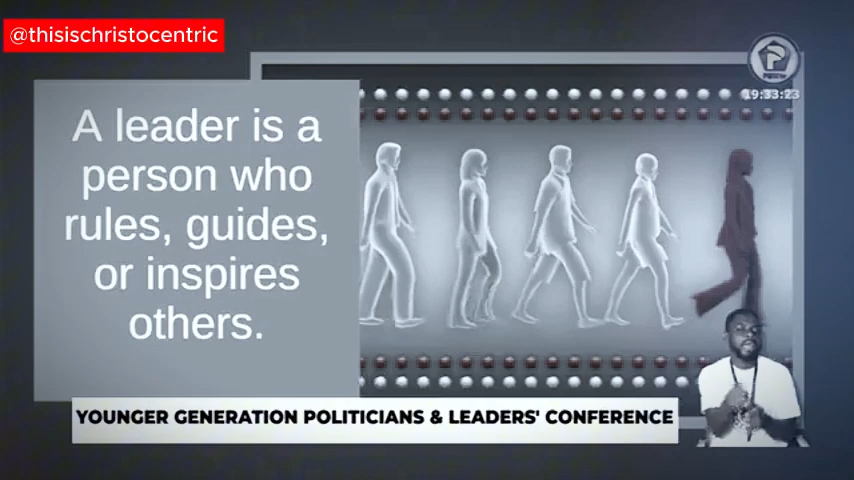 @thisischristocentric
19:33:23
A leader is a
person who
rules, guides,
or inspires
others.
YOUNGER GENERATION POLITICIANS & LEADERS' CONFERENCE